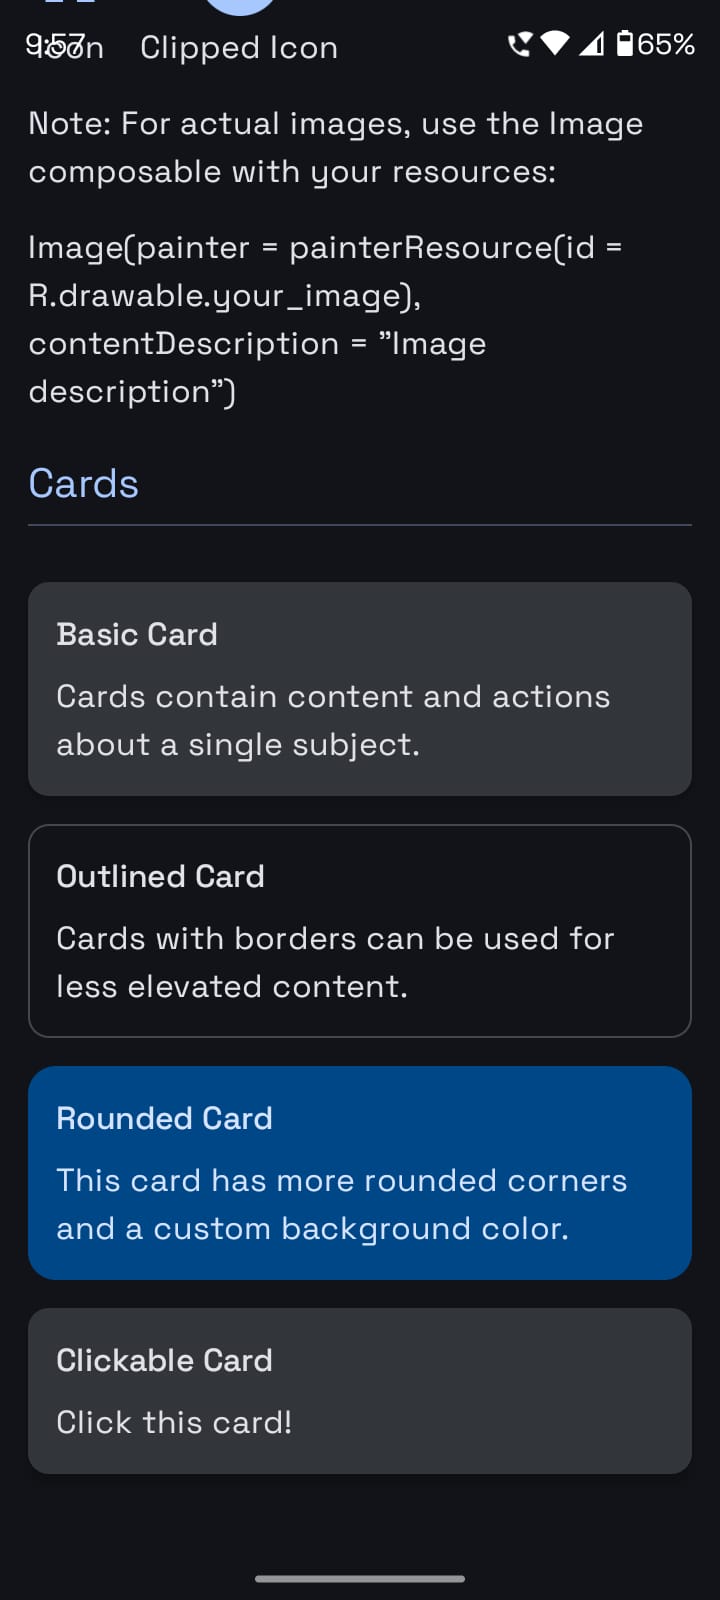 9:57
Icon Clipped Icon
65%
Note: For actual images, use the Image
composable with your resources:
Image(painter = painterResource(id =
R.drawable.your_image),
contentDescription = "Image
description")
Cards
Basic Card
Cards contain content and actions
about a single subject.
Outlined Card
Cards with borders can be used for
less elevated content.
Rounded Card
This card has more rounded corners
and a custom background color.
Clickable Card
Click this card!